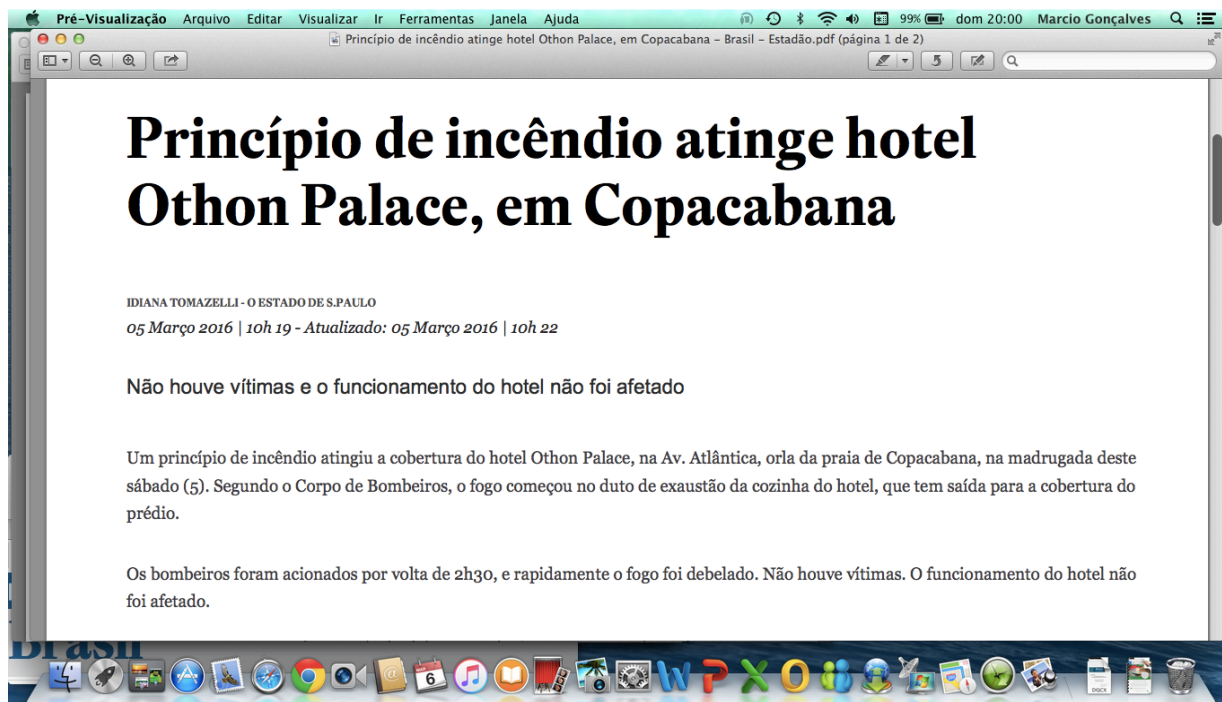 Pré-Visualização Arquivo Editar Visualizar Ir Ferramentas Janela Ajuda 99% dom 20:00 Marcio Gonçalves
Princípio de incêndio atinge hotel Othon Palace, em Copacabana – Brasil – Estadão.pdf (página 1 de 2)
Princípio de incêndio atinge hotel
Othon Palace, em Copacabana
IDIANA TOMAZELLI - O ESTADO DE S.PAULO
05 Março 2016 | 10h 19 - Atualizado: 05 Março 2016 | 10h 22
Não houve vítimas e o funcionamento do hotel não foi afetado
Um princípio de incêndio atingiu a cobertura do hotel Othon Palace, na Av. Atlântica, orla da praia de Copacabana, na madrugada deste
sábado (5). Segundo o Corpo de Bombeiros, o fogo começou no duto de exaustão da cozinha do hotel, que tem saída para a cobertura do
prédio.
Os bombeiros foram acionados por volta de 2h30, e rapidamente o fogo foi debelado. Não houve vítimas. O funcionamento do hotel não
foi afetado.
Brasil
6
DOCX